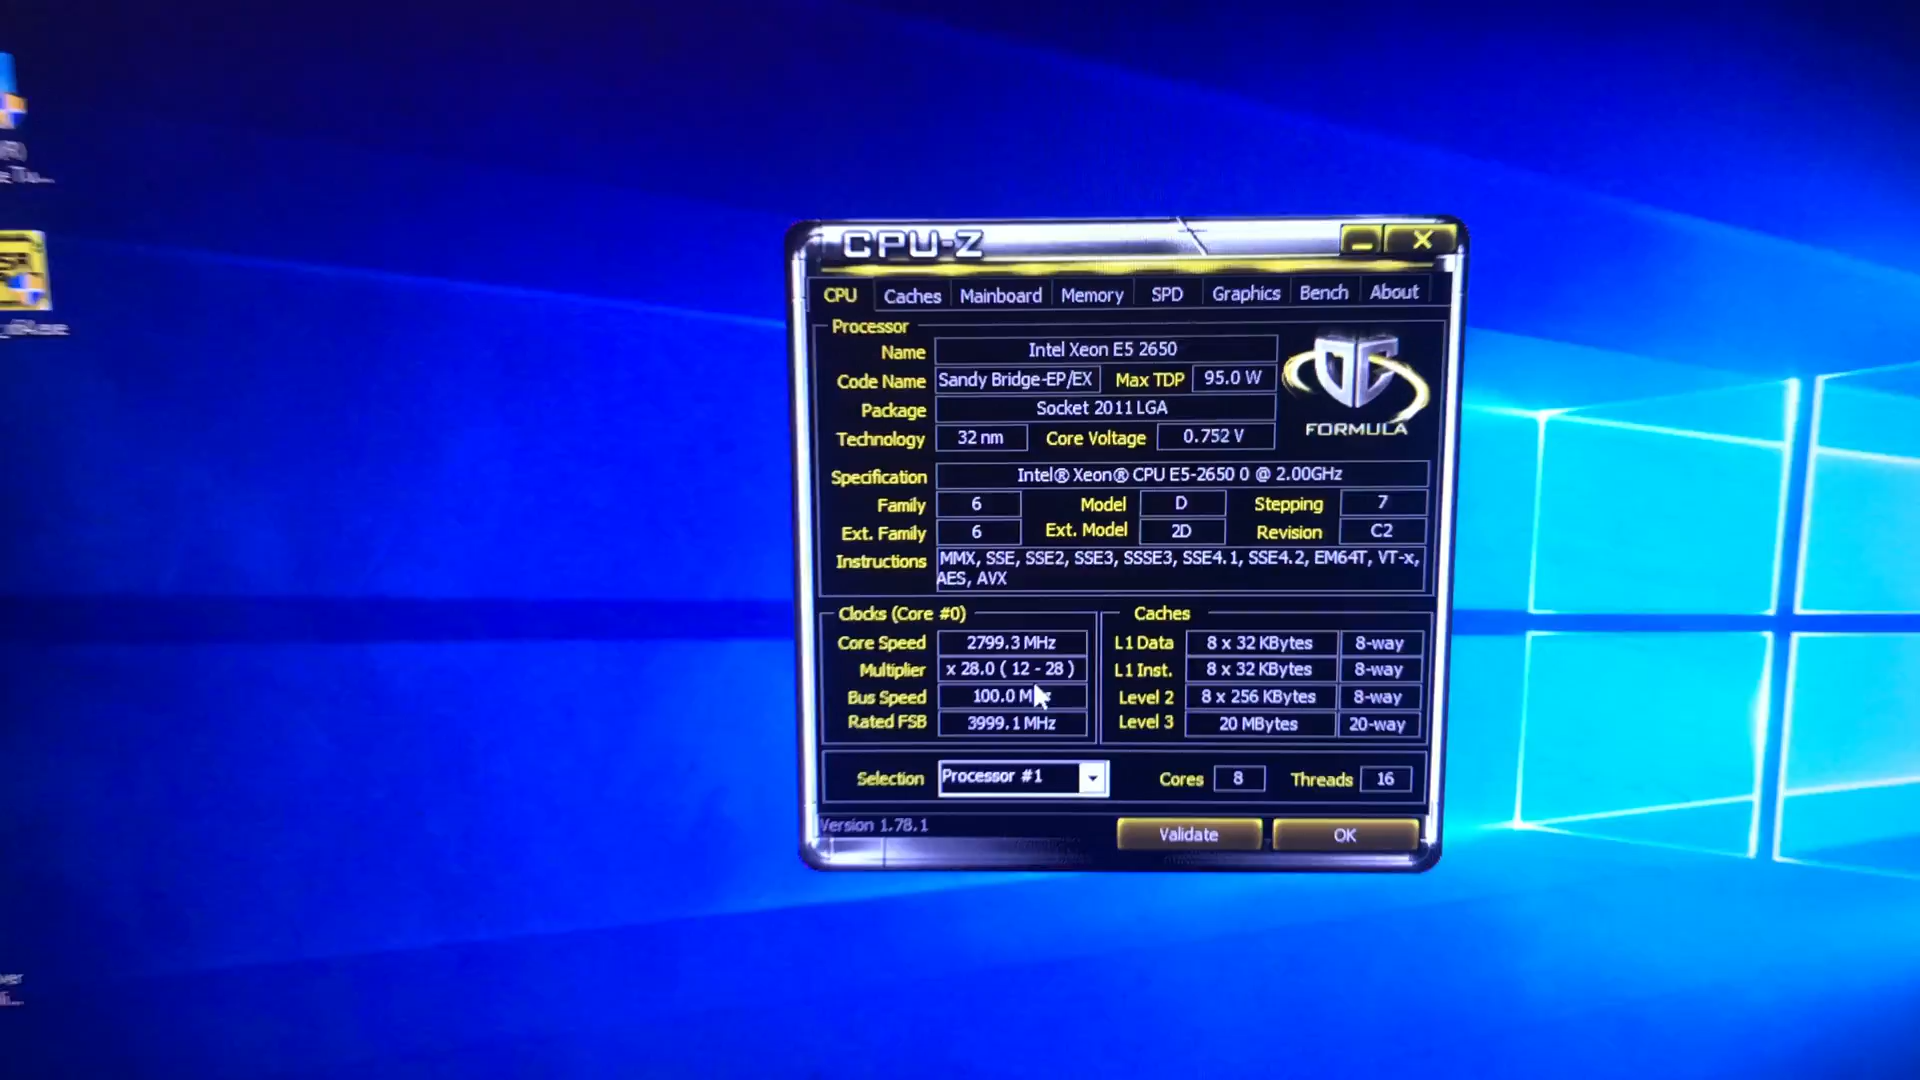 CPU-Z
CPU Caches Mainboard Memory SPD Graphics Bench About
Processor
Name Intel Xeon E5 2650
Code Name Sandy Bridge-EP/EX Max TDP 95.0 W
Package Socket 2011 LGA
Technology 32 nm Core Voltage 0.752 V
FORMULA
Specification Intel® Xeon® CPU E5-2650 0 @ 2.00GHz
Family 6 Model D Stepping 7
Ext. Family 6 Ext. Model 2D Revision C2
Instructions MMX, SSE, SSE2, SSE3, SSSE3, SSE4.1, SSE4.2, EM64T, VT-x,
AES, AVX
Clocks (Core #0) Caches
Core Speed 2799.3 MHz L1 Data 8 x 32 KBytes 8-way
Multiplier x 28.0 ( 12 - 28 ) L1 Inst. 8 x 32 KBytes 8-way
Bus Speed 100.0 MHz Level 2 8 x 256 KBytes 8-way
Rated FSB 3999.1 MHz Level 3 20 MBytes 20-way
Selection Processor #1 Cores 8 Threads 16
Version 1.78.1
Validate OK